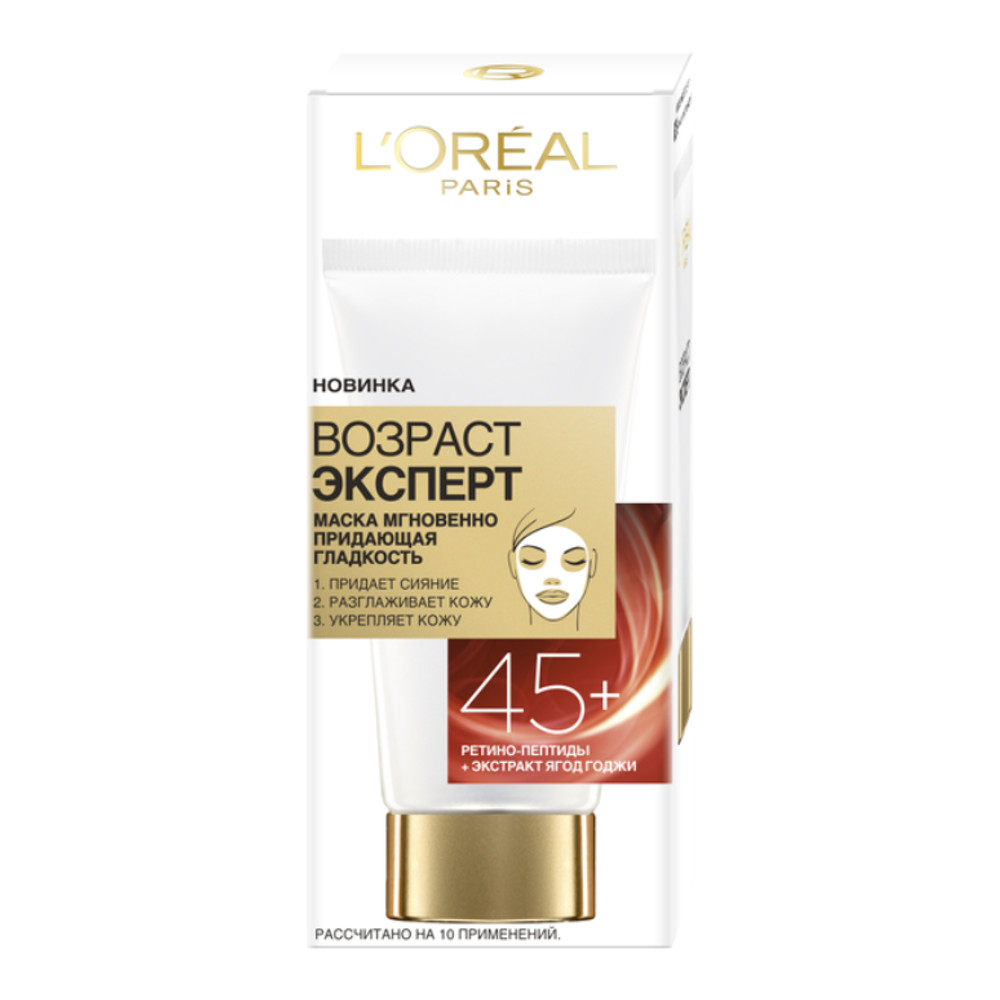 L'ORÉAL
PARiS
НОВИНКА
ВОЗРАСТ
ЭКСПЕРТ
МАСКА МГНОВЕННО
ПРИДАЮЩАЯ
ГЛАДКОСТЬ
1. ПРИДАЕТ СИЯНИЕ
2. РАЗГЛАЖИВАЕТ КОЖУ
3. УКРЕПЛЯЕТ КОЖУ
45+
РЕТИНО-ПЕПТИДЫ
+ ЭКСТРАКТ ЯГОД ГОДЖИ
РАССЧИТАНО НА 10 ПРИМЕНЕНИЙ.